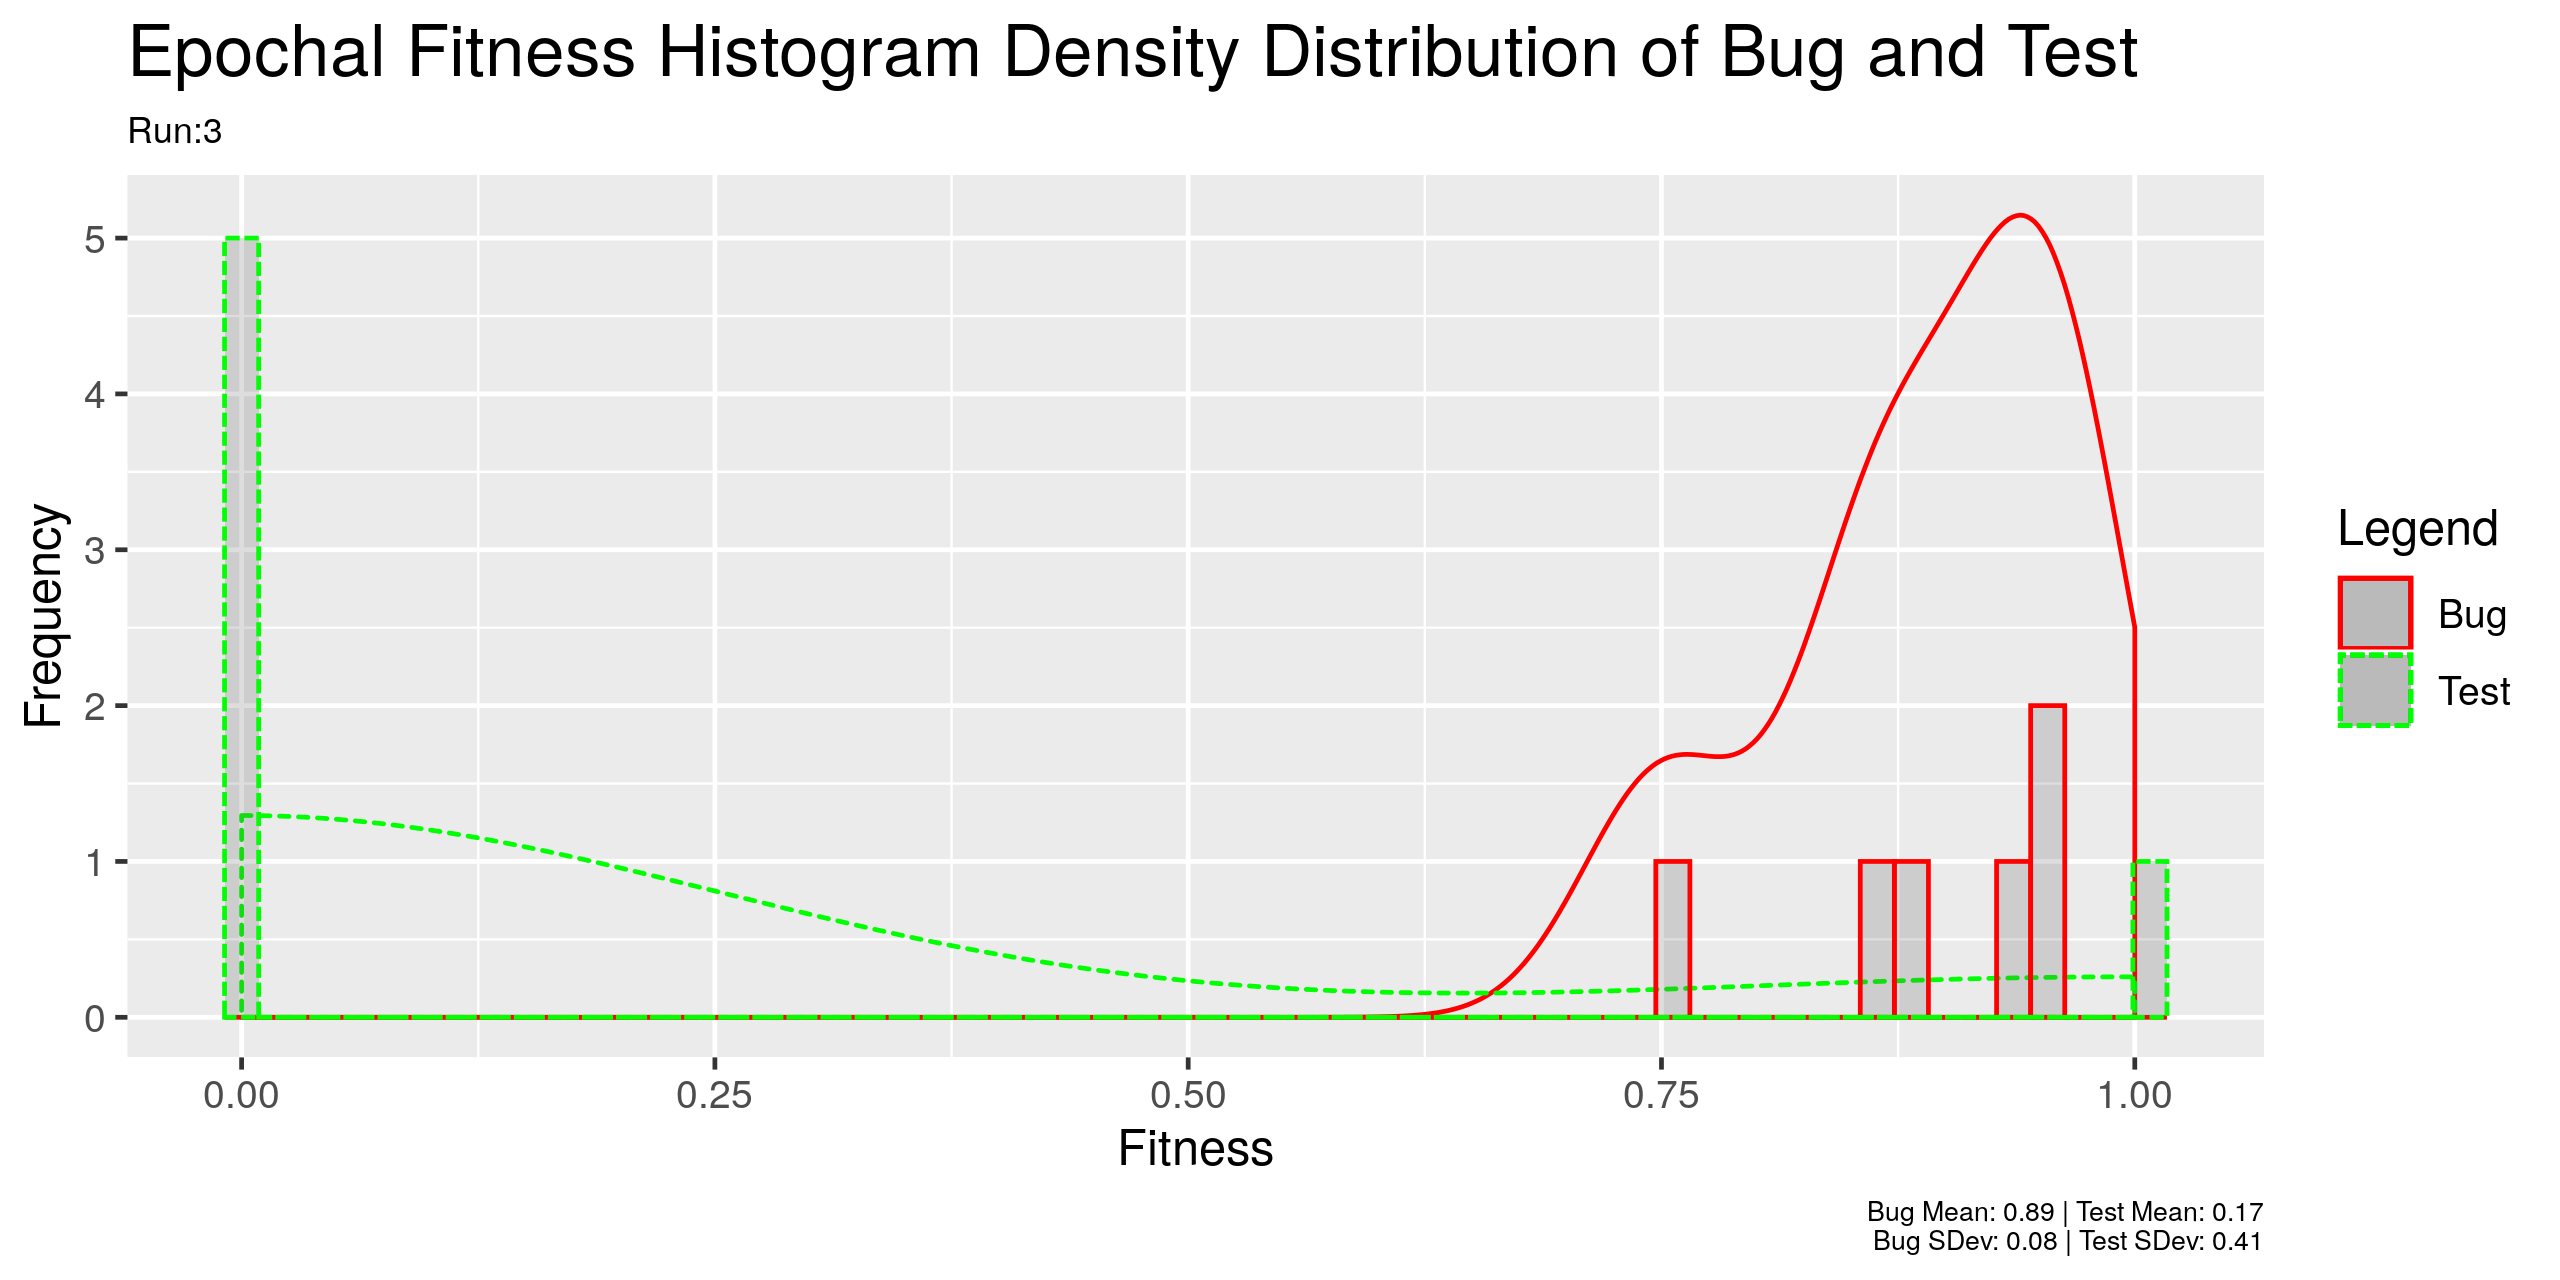 Epochal Fitness Histogram Density Distribution of Bug and Test
Run:3
5
4
3
2
1
0
Frequency
0.00 0.25 0.50 0.75 1.00
Fitness
Legend
Bug
Test
Bug Mean: 0.89 | Test Mean: 0.17
Bug SDev: 0.08 | Test SDev: 0.41